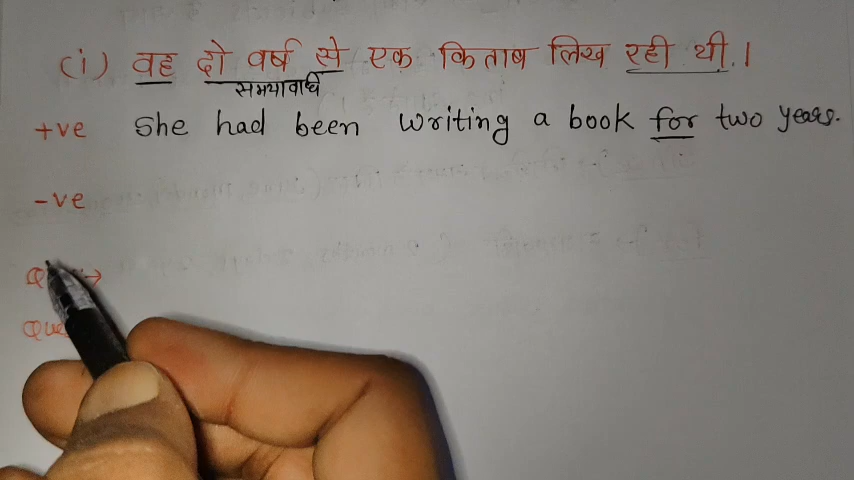 (i) वह दो वर्ष से एक किताब लिख रही थी।
समयावधि
+ve She had been writing a book for two years.
-ve